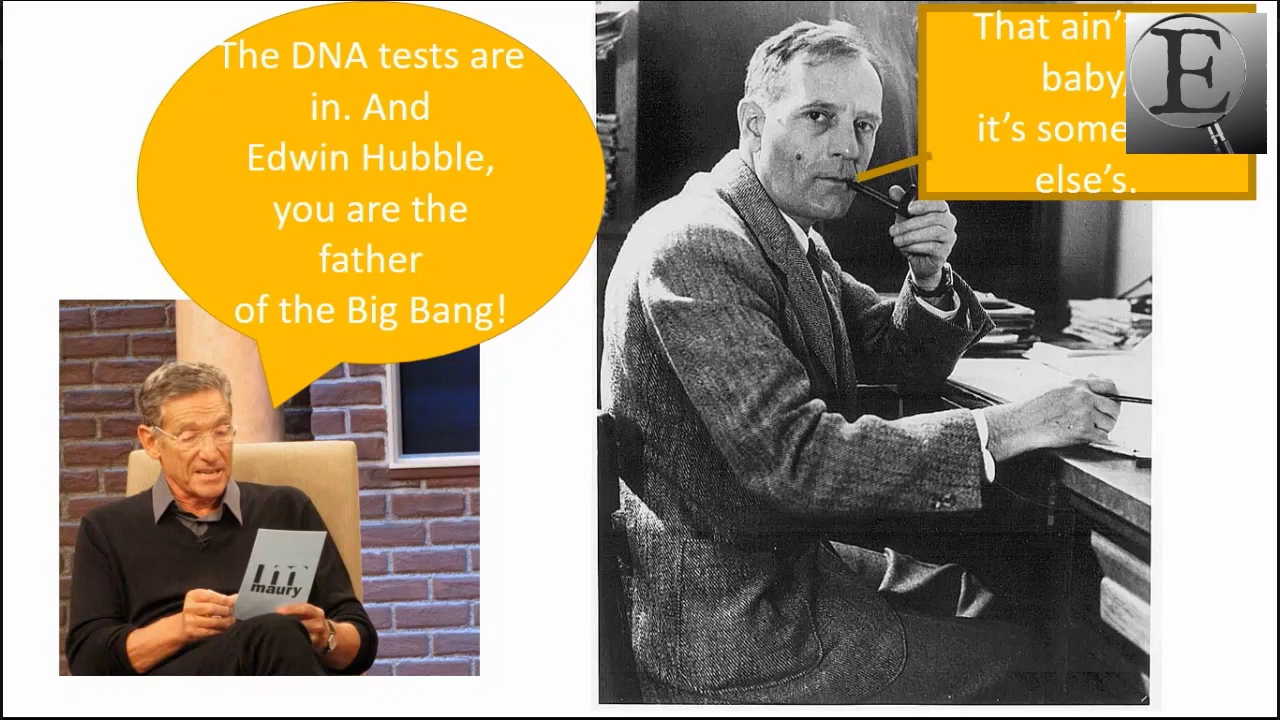 The DNA tests are
in. And
Edwin Hubble,
you are the
father
of the Big Bang!
That ain't
baby,
it's some
else's.
E
maury